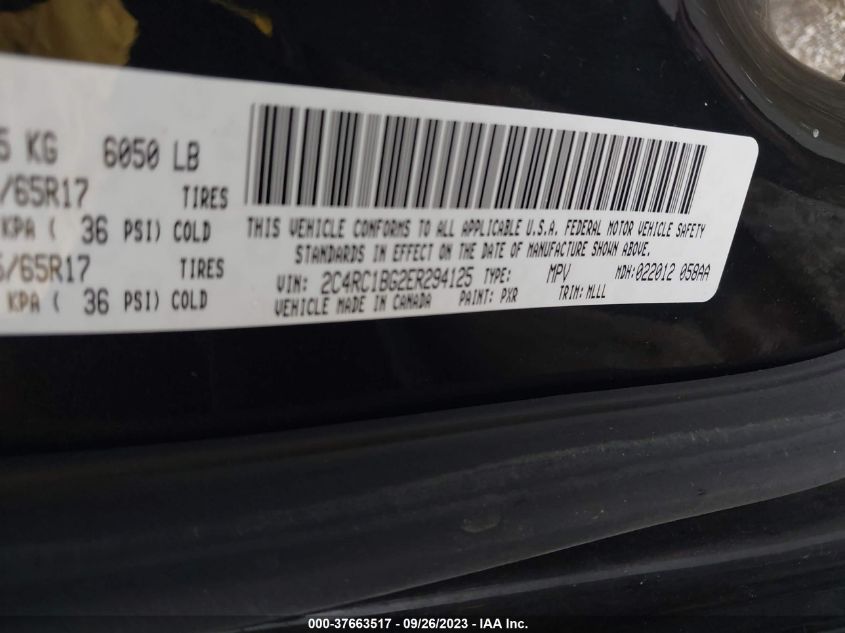 5 KG 6050 LB
/65R17 TIRES
KPA ( 36 PSI) COLD
5/65R17 TIRES
KPA ( 36 PSI) COLD
THIS VEHICLE CONFORMS TO ALL APPLICABLE U.S.A. FEDERAL MOTOR VEHICLE SAFETY
STANDARDS IN EFFECT ON THE DATE OF MANUFACTURE SHOWN ABOVE.
VIN: 2C4RC1BG2ER294125 TYPE: MPV MDH:022012 058AA
VEHICLE MADE IN CANADA PAINT: PXR TRIM: MLLL
000-37663517 - 09/26/2023 - IAA Inc.